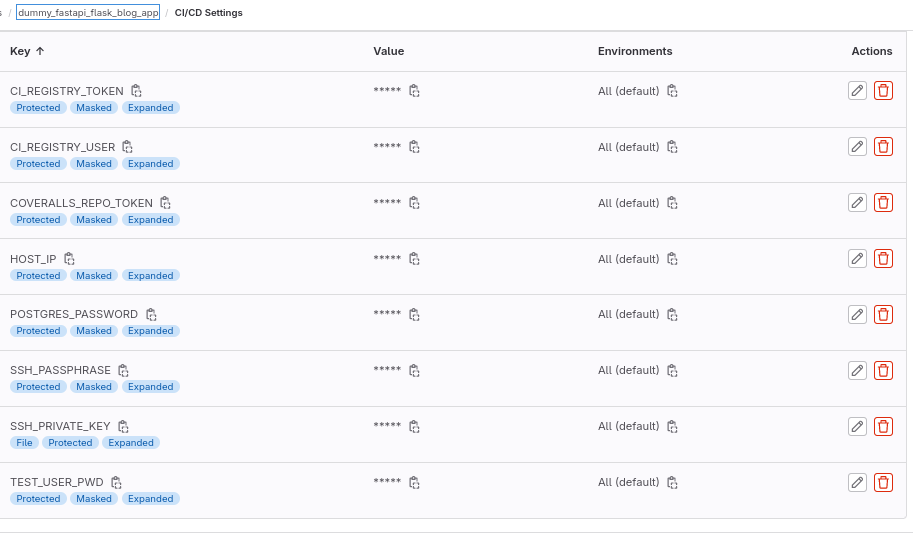 s / dummy_fastapi_flask_blog_app / CI/CD Settings
Key ↑ Value Environments Actions
CI_REGISTRY_TOKEN ***** All (default)
Protected Masked Expanded
CI_REGISTRY_USER ***** All (default)
Protected Masked Expanded
COVERALLS_REPO_TOKEN ***** All (default)
Protected Masked Expanded
HOST_IP ***** All (default)
Protected Masked Expanded
POSTGRES_PASSWORD ***** All (default)
Protected Masked Expanded
SSH_PASSPHRASE ***** All (default)
Protected Masked Expanded
SSH_PRIVATE_KEY ***** All (default)
File Protected Expanded
TEST_USER_PWD ***** All (default)
Protected Masked Expanded